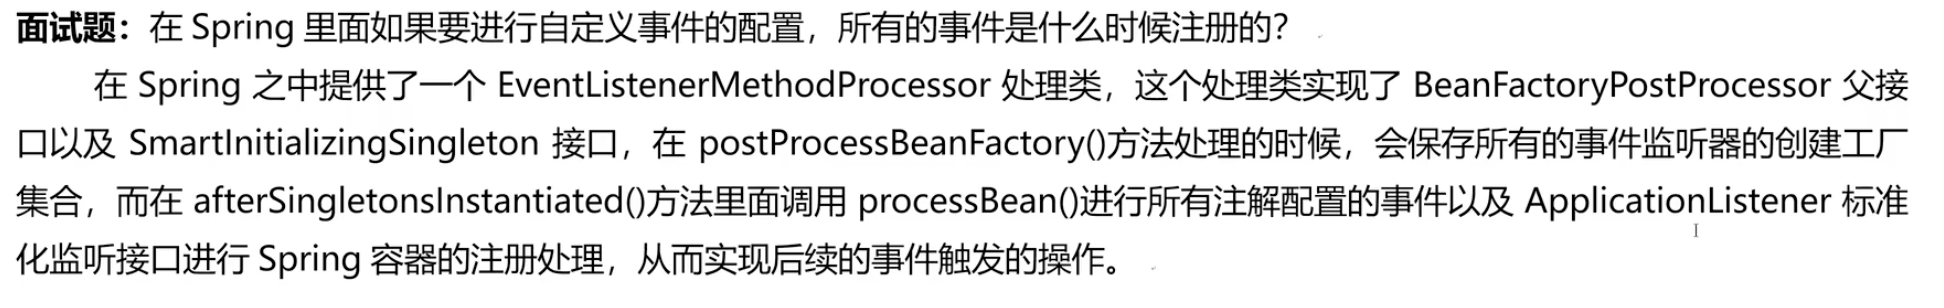 面试题：在 Spring 里面如果要进行自定义事件的配置，所有的事件是什么时候注册的？
在 Spring 之中提供了一个 EventListenerMethodProcessor 处理类，这个处理类实现了 BeanFactoryPostProcessor 父接
口以及 SmartInitializingSingleton 接口，在 postProcessBeanFactory()方法处理的时候，会保存所有的事件监听器的创建工厂
集合，而在 afterSingletonsInstantiated()方法里面调用 processBean()进行所有注解配置的事件以及 ApplicationListener 标准
化监听接口进行 Spring 容器的注册处理，从而实现后续的事件触发的操作。